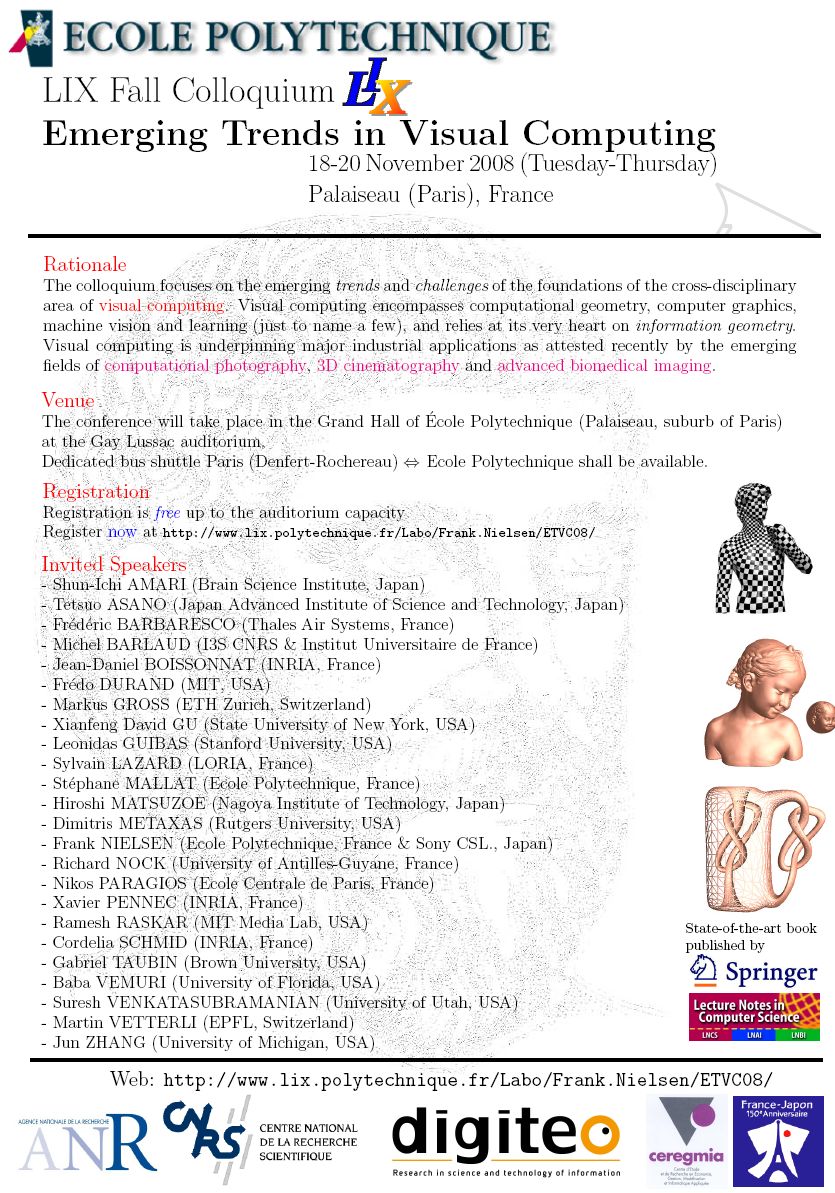 ECOLE POLYTECHNIQUE
LIX Fall Colloquium LIX
Emerging Trends in Visual Computing
18-20 November 2008 (Tuesday-Thursday)
Palaiseau (Paris), France
Rationale
The colloquium focuses on the emerging trends and challenges of the foundations of the cross-disciplinary
area of visual computing. Visual computing encompasses computational geometry, computer graphics,
machine vision and learning (just to name a few), and relies at its very heart on information geometry.
Visual computing is underpinning major industrial applications as attested recently by the emerging
fields of computational photography, 3D cinematography and advanced biomedical imaging.
Venue
The conference will take place in the Grand Hall of École Polytechnique (Palaiseau, suburb of Paris)
at the Gay Lussac auditorium.
Dedicated bus shuttle Paris (Denfert-Rochereau) ⇔ Ecole Polytechnique shall be available.
Registration
Registration is free up to the auditorium capacity
Register now at http://www.lix.polytechnique.fr/Labo/Frank.Nielsen/ETVC08/
Invited Speakers
- Shun-Ichi AMARI (Brain Science Institute, Japan)
- Tetsuo ASANO (Japan Advanced Institute of Science and Technology, Japan)
- Frédéric BARBARESCO (Thales Air Systems, France)
- Michel BARLAUD (I3S CNRS & Institut Universitaire de France)
- Jean-Daniel BOISSONNAT (INRIA, France)
- Frédo DURAND (MIT, USA)
- Markus GROSS (ETH Zurich, Switzerland)
- Xianfeng David GU (State University of New York, USA)
- Leonidas GUIBAS (Stanford University, USA)
- Sylvain LAZARD (LORIA, France)
- Stéphane MALLAT (Ecole Polytechnique, France)
- Hiroshi MATSUZOE (Nagoya Institute of Technology, Japan)
- Dimitris METAXAS (Rutgers University, USA)
- Frank NIELSEN (Ecole Polytechnique, France & Sony CSL., Japan)
- Richard NOCK (University of Antilles-Guyane, France)
- Nikos PARAGIOS (Ecole Centrale de Paris, France)
- Xavier PENNEC (INRIA, France)
- Ramesh RASKAR (MIT Media Lab, USA)
- Cordelia SCHMID (INRIA, France)
- Gabriel TAUBIN (Brown University, USA)
- Baba VEMURI (University of Florida, USA)
- Suresh VENKATASUBRAMANIAN (University of Utah, USA)
- Martin VETTERLI (EPFL, Switzerland)
- Jun ZHANG (University of Michigan, USA)
State-of-the-art book
published by
Springer
Lecture Notes in
Computer Science
LNCS LNAI LNBI
Web: http://www.lix.polytechnique.fr/Labo/Frank.Nielsen/ETVC08/
AGENCE NATIONALE DE LA RECHERCHE
ANR
CNRS
CENTRE NATIONAL
DE LA RECHERCHE
SCIENTIFIQUE
digiteo
Research in science and technology of information
ceregmia
Centre d'Etude
et de Recherche en Economie,
Gestion, Modélisation
et Informatique Appliquée
France-Japon
150e Anniversaire